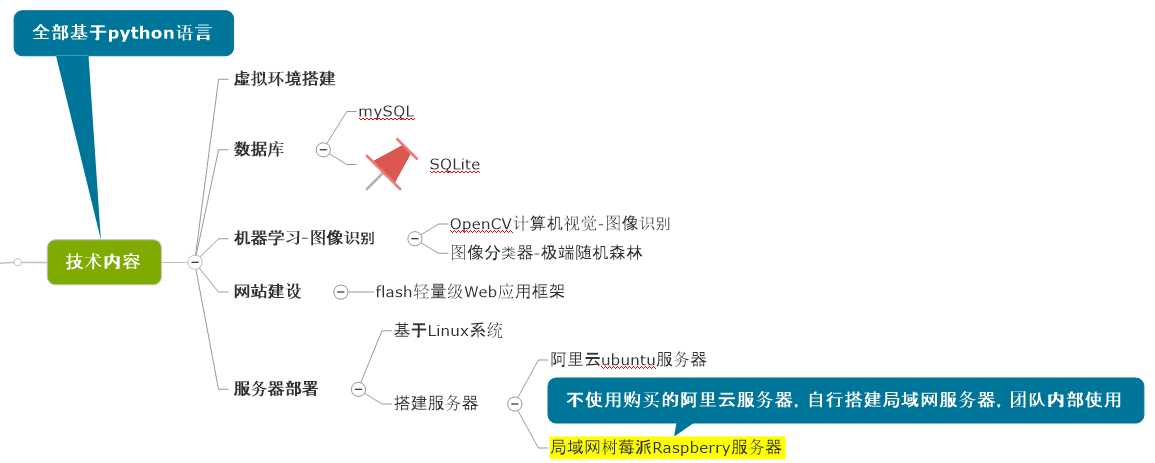 全部基于python语言
虚拟环境搭建
mySQL
数据库
SQLite
OpenCV计算机视觉-图像识别
机器学习-图像识别
图像分类器-极端随机森林
技术内容
网站建设
flash轻量级Web应用框架
基于Linux系统
阿里云ubuntu服务器
服务器部署
搭建服务器
不使用购买的阿里云服务器, 自行搭建局域网服务器, 团队内部使用
局域网树莓派Raspberry服务器